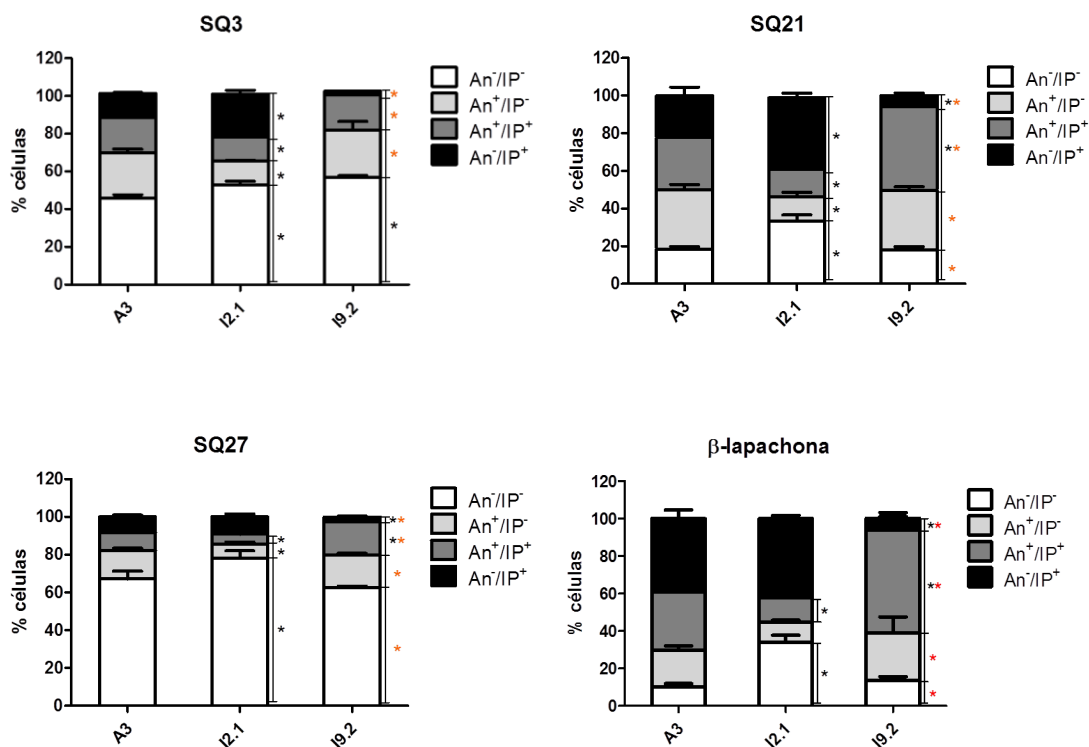 SQ3
% células
120
100
80
60
40
20
0
A3
I2.1
I9.2
An⁻/IP⁻
An⁺/IP⁻
An⁺/IP⁺
An⁻/IP⁺
*
*
*
*
*
*
*
*
SQ21
% células
120
100
80
60
40
20
0
A3
I2.1
I9.2
An⁻/IP⁻
An⁺/IP⁻
An⁺/IP⁺
An⁻/IP⁺
*
*
*
*
**
**
*
*
SQ27
% células
120
100
80
60
40
20
0
A3
I2.1
I9.2
An⁻/IP⁻
An⁺/IP⁻
An⁺/IP⁺
An⁻/IP⁺
*
*
*
**
**
*
*
β-lapachona
% células
120
100
80
60
40
20
0
A3
I2.1
I9.2
An⁻/IP⁻
An⁺/IP⁻
An⁺/IP⁺
An⁻/IP⁺
*
*
**
**
*
*